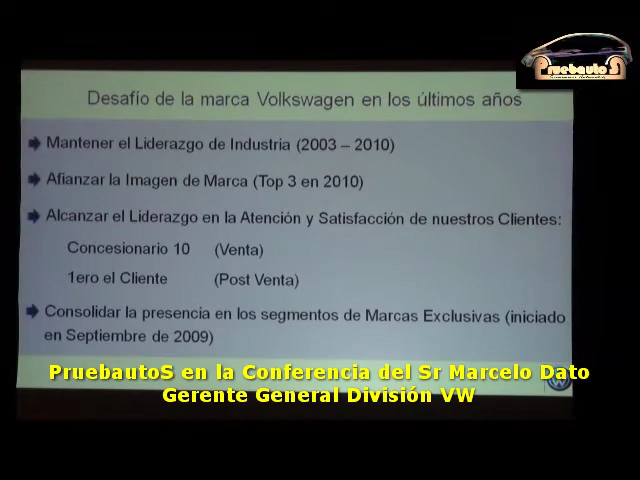 PruebautoS
Desafío de la marca Volkswagen en los últimos años
Mantener el Liderazgo de Industria (2003 – 2010)
Afianzar la Imagen de Marca (Top 3 en 2010)
Alcanzar el Liderazgo en la Atención y Satisfacción de nuestros Clientes:
Concesionario 10 (Venta)
1ero el Cliente (Post Venta)
Consolidar la presencia en los segmentos de Marcas Exclusivas (iniciado
en Septiembre de 2009)
PruebautoS en la Conferencia del Sr Marcelo Dato
Gerente General División VW